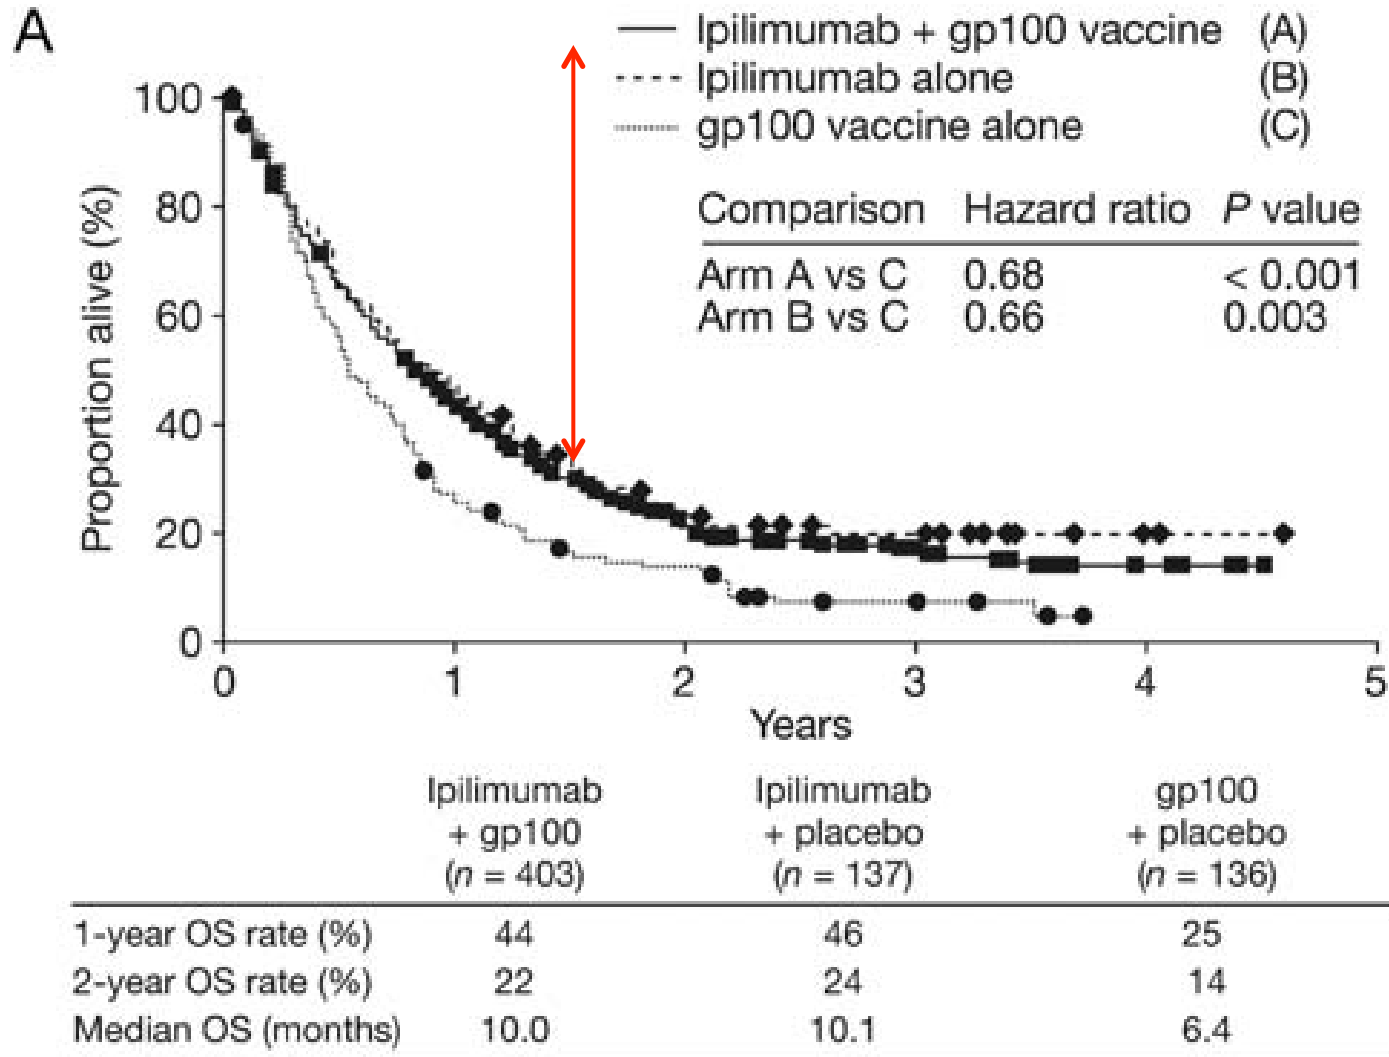 A
Ipilimumab + gp100 vaccine (A)
Ipilimumab alone (B)
gp100 vaccine alone (C)
Comparison Hazard ratio P value
Arm A vs C 0.68 < 0.001
Arm B vs C 0.66 0.003
Proportion alive (%)
100
80
60
40
20
0
0 1 2 3 4 5
Years
Ipilimumab Ipilimumab gp100
+ gp100 + placebo + placebo
(n = 403) (n = 137) (n = 136)
1-year OS rate (%) 44 46 25
2-year OS rate (%) 22 24 14
Median OS (months) 10.0 10.1 6.4